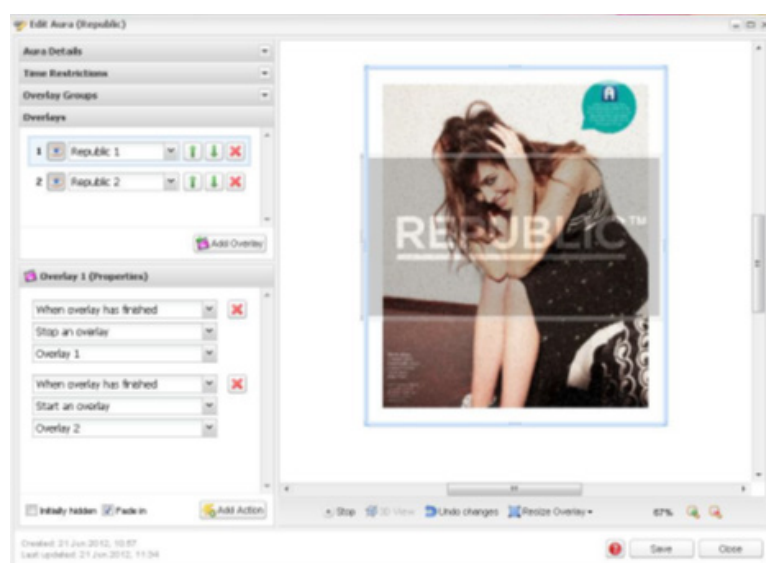 Edit Aura (Republic)
Aura Details
Time Restrictions
Overlay Groups
Overlays
1 Republic 1
2 Republic 2
Add Overlay
Overlay 1 (Properties)
When overlay has finished
Stop an overlay
Overlay 1
When overlay has finished
Start an overlay
Overlay 2
Initially hidden Fade in Add Action
A
REPUBLIC™
Stop 3D View Undo changes Resize Overlay 67%
Created: 21 Jun 2012, 10:57
Last updated: 21 Jun 2012, 11:34
Save Close